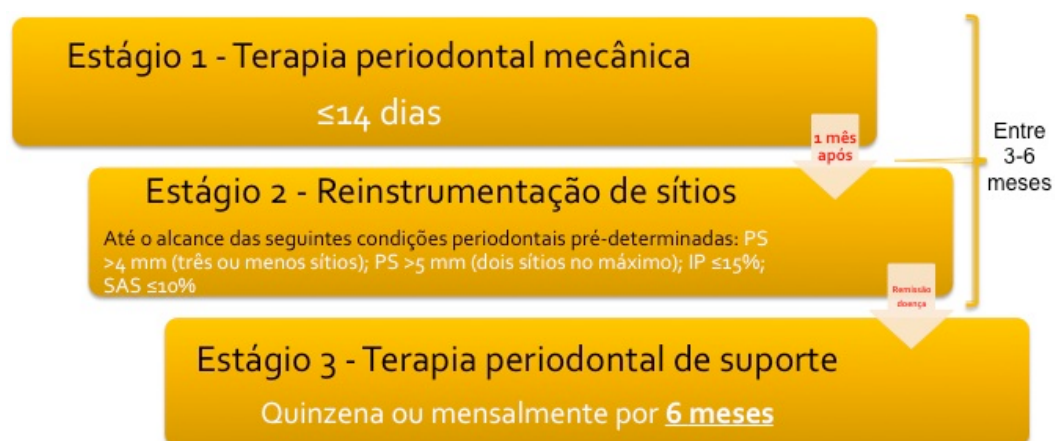 Estágio 1 - Terapia periodontal mecânica
≤14 dias
1 mês
após
Entre
3-6
meses
Estágio 2 - Reinstrumentação de sítios
Até o alcance das seguintes condições periodontais pré-determinadas: PS
>4 mm (três ou menos sítios); PS >5 mm (dois sítios no máximo); IP ≤15%;
SAS ≤10%
Remissão
doença
Estágio 3 - Terapia periodontal de suporte
Quinzena ou mensalmente por 6 meses